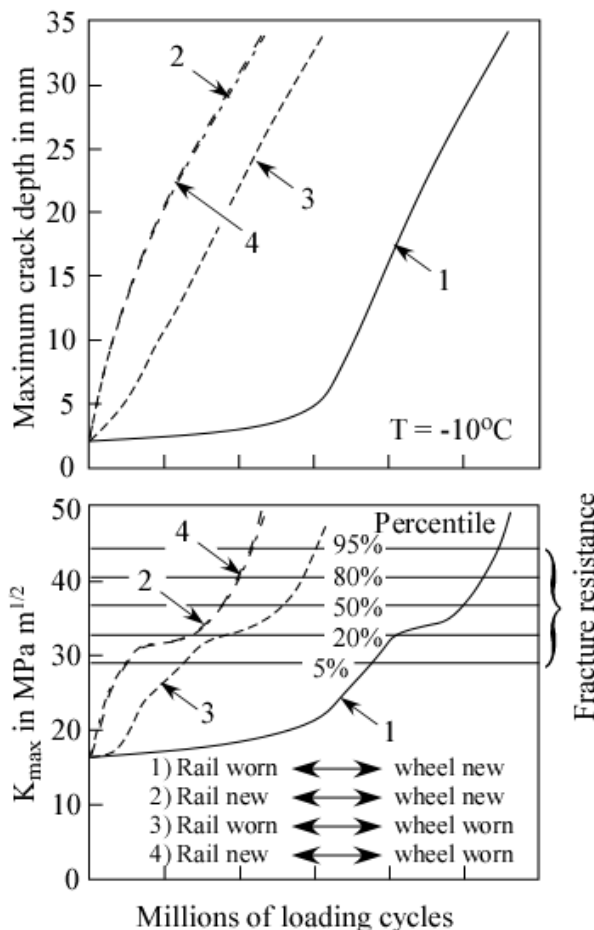 Maximum crack depth in mm
35
30
25
20
15
10
5
0
2
3
4
1
T = -10°C
K_max in MPa m^1/2
50
40
30
20
10
0
Percentile
95%
80%
50%
20%
5%
Fracture resistance
4
2
3
1
1) Rail worn wheel new
2) Rail new wheel new
3) Rail worn wheel worn
4) Rail new wheel worn
Millions of loading cycles